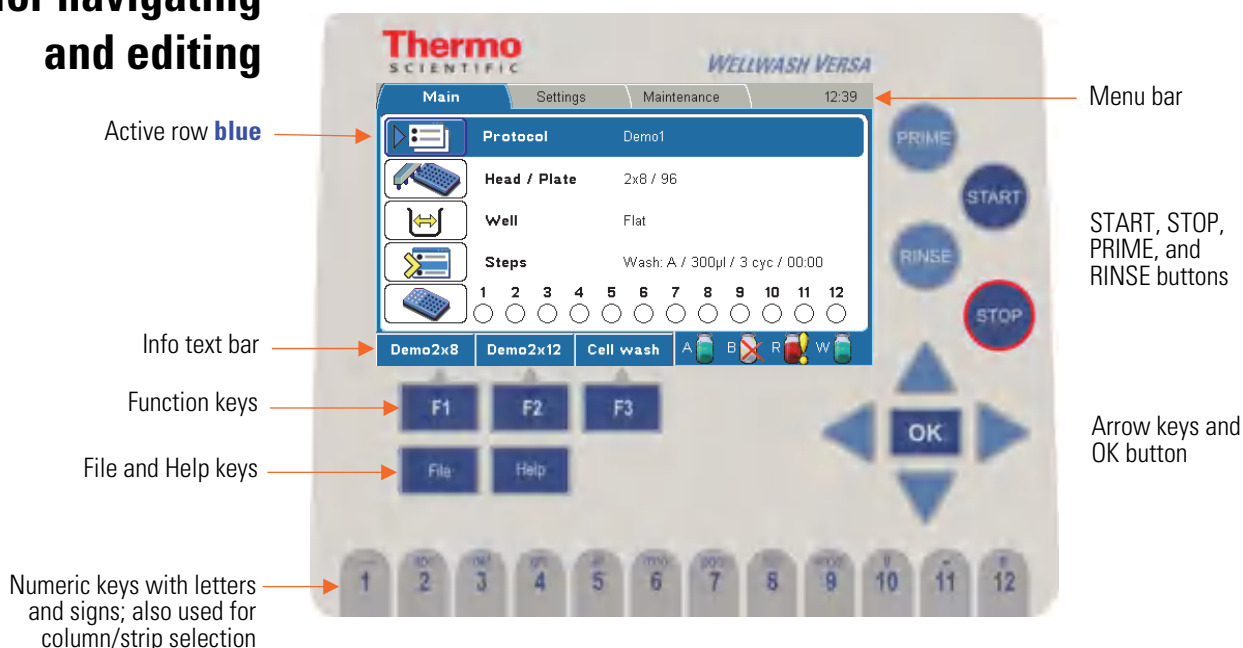 for navigating
and editing
Thermo
SCIENTIFIC
WELLWASH VERSA
Main Settings Maintenance 12:39
Menu bar
Active row blue
Protocol Demo1
PRIME
Head / Plate 2x8 / 96
START
Well Flat
START, STOP,
PRIME, and
RINSE buttons
RINSE
Steps Wash: A / 300µl / 3 cyc / 00:00
1 2 3 4 5 6 7 8 9 10 11 12
STOP
Info text bar
Demo2x8 Demo2x12 Cell wash A B R W
Function keys
F1 F2 F3
OK
Arrow keys and
OK button
File and Help keys
File Help
1 2 3 4 5 6 7 8 9 10 11 12
Numeric keys with letters
and signs; also used for
column/strip selection